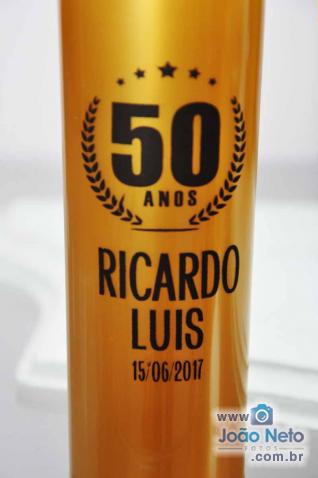 50
ANOS
RICARDO
LUIS
15/06/2017
www
João Neto
FOTOS
.com.br